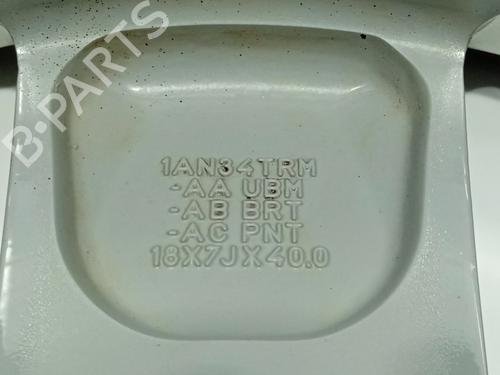 B-PARTS
1AN34TRM
-AA UBM
-AB BRT
-AC PNT
18X7JX40.0